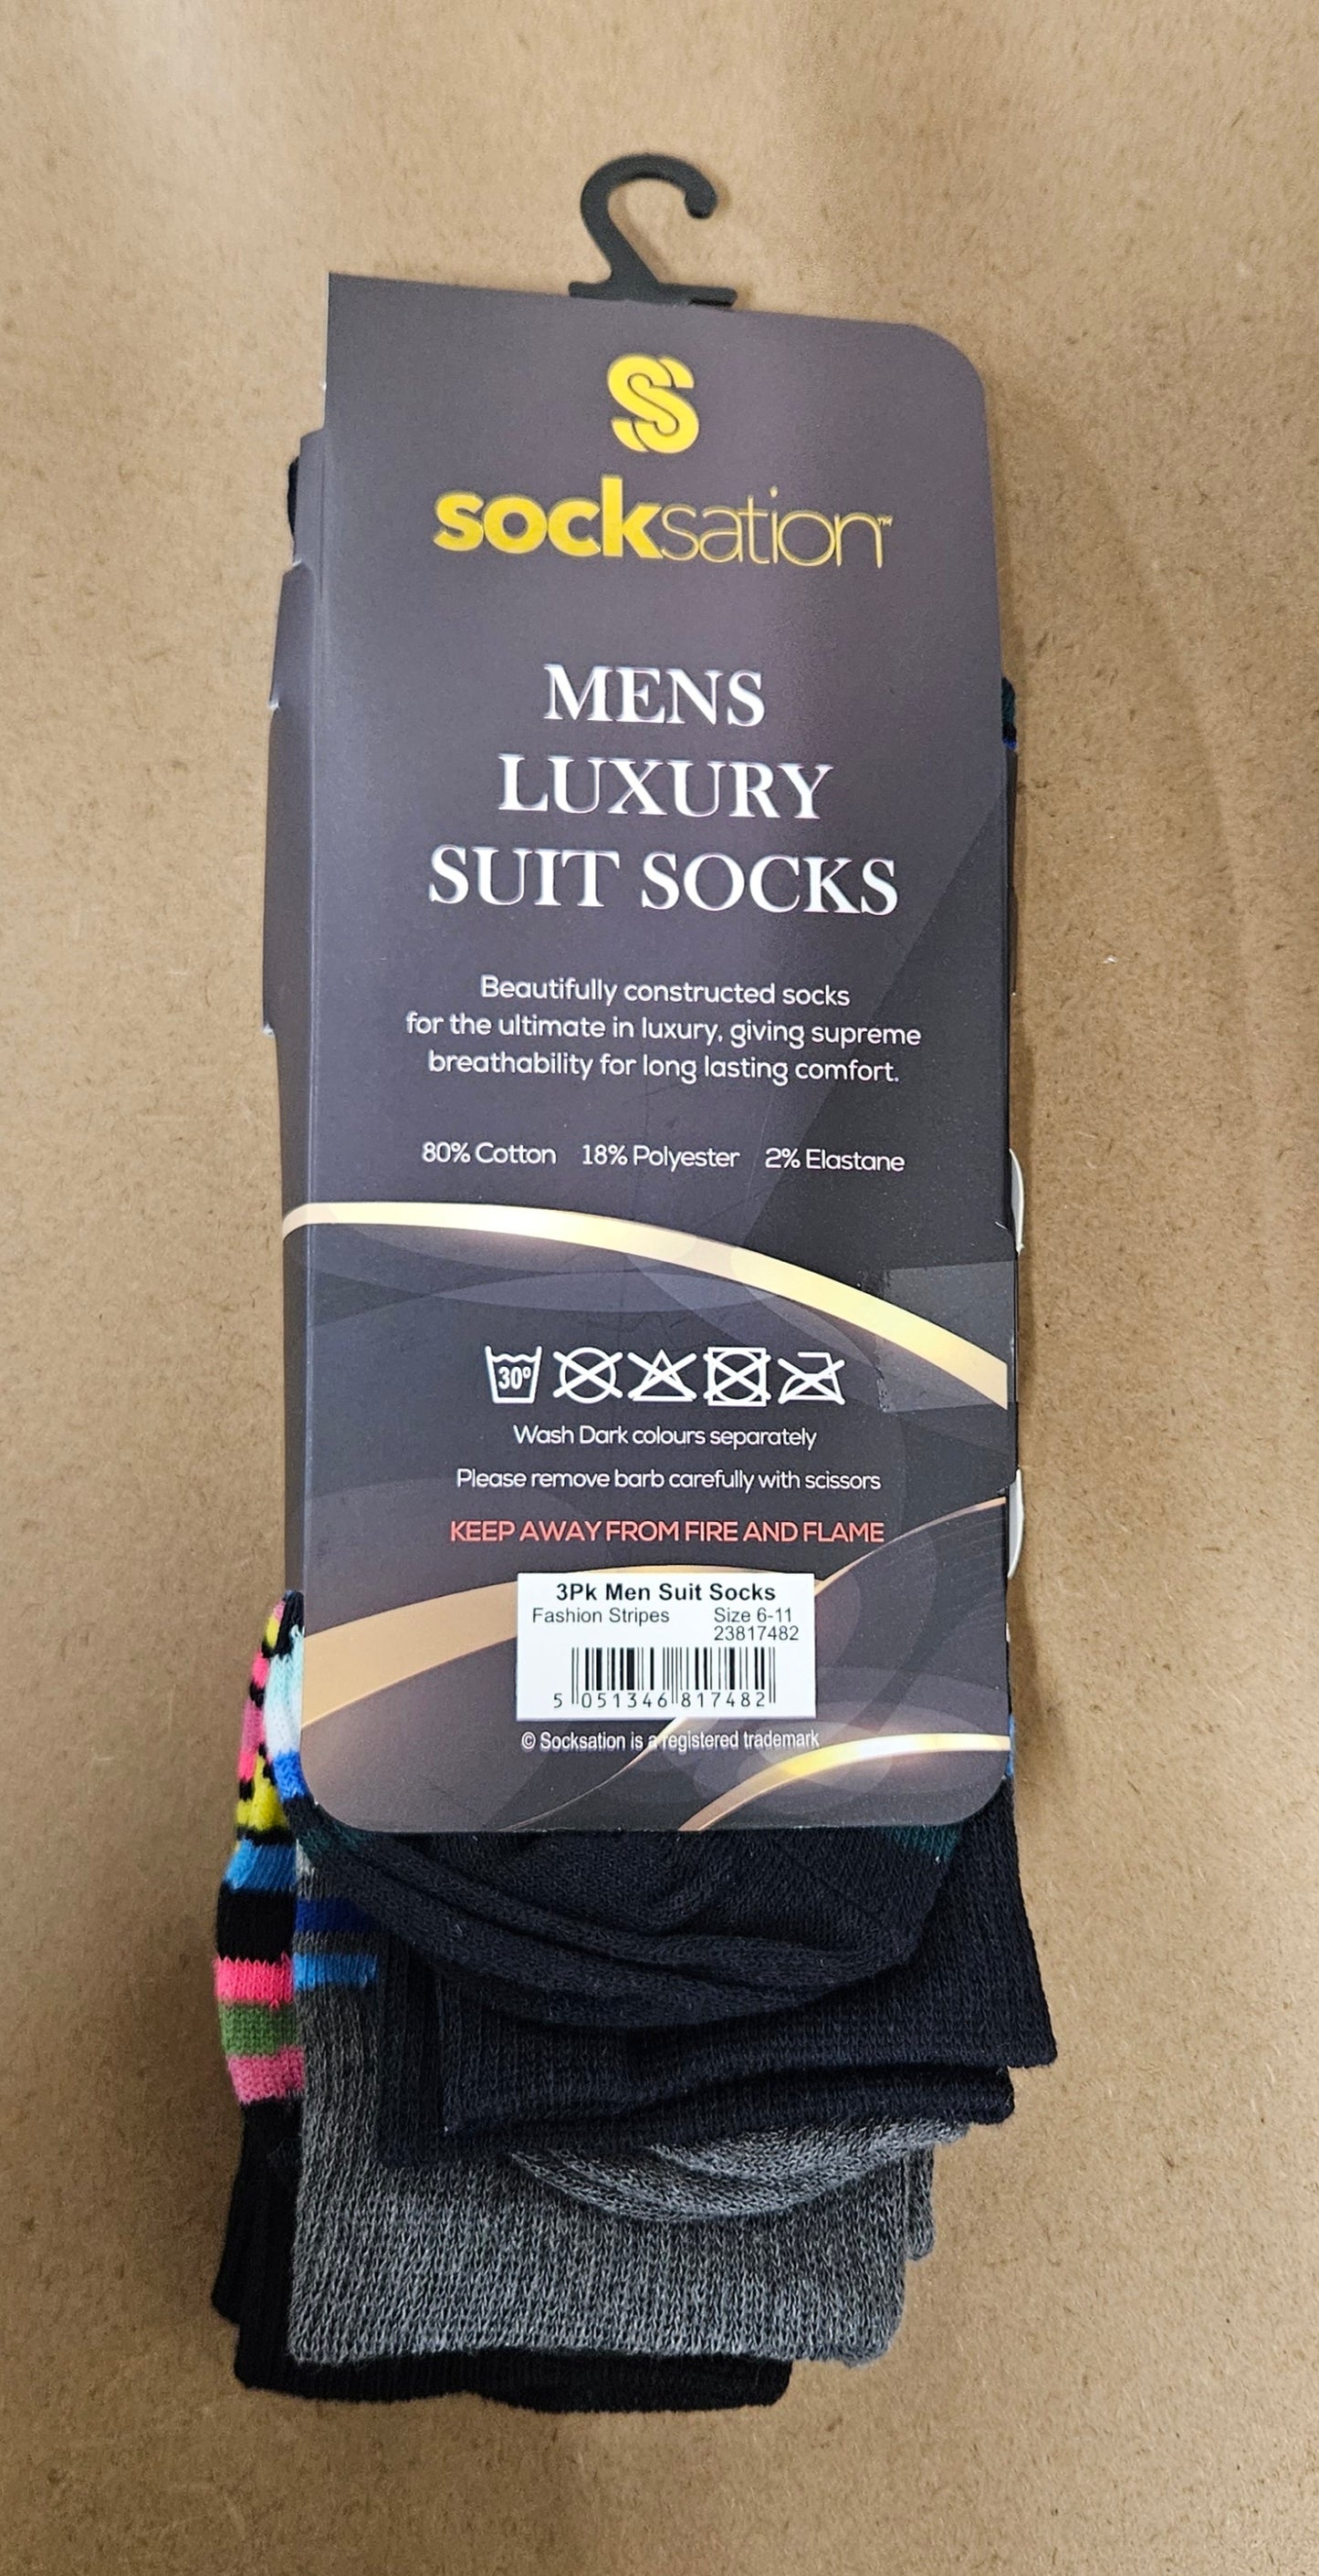 S
socksation™
MENS
LUXURY
SUIT SOCKS
Beautifully constructed socks
for the ultimate in luxury, giving supreme
breathability for long lasting comfort.
80% Cotton 18% Polyester 2% Elastane
30°
Wash Dark colours separately
Please remove barb carefully with scissors
KEEP AWAY FROM FIRE AND FLAME
3Pk Men Suit Socks
Fashion Stripes Size 6-11
23817482
5 051346 817482
© Socksation is a registered trademark